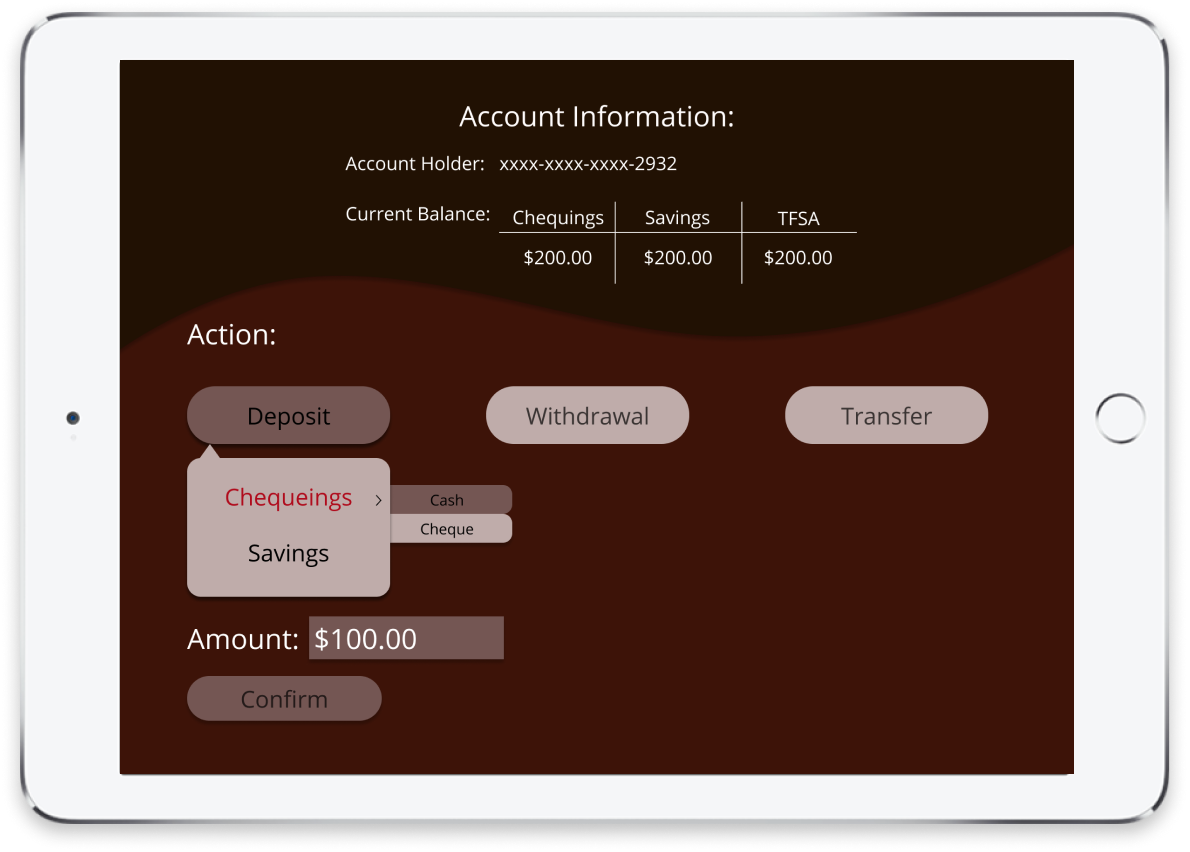 Account Information:
Account Holder: xxxx-xxxx-xxxx-2932
Current Balance: Chequings Savings TFSA
$200.00 $200.00 $200.00
Action:
Deposit Withdrawal Transfer
Chequeings >
Cash
Cheque
Savings
Amount: $100.00
Confirm